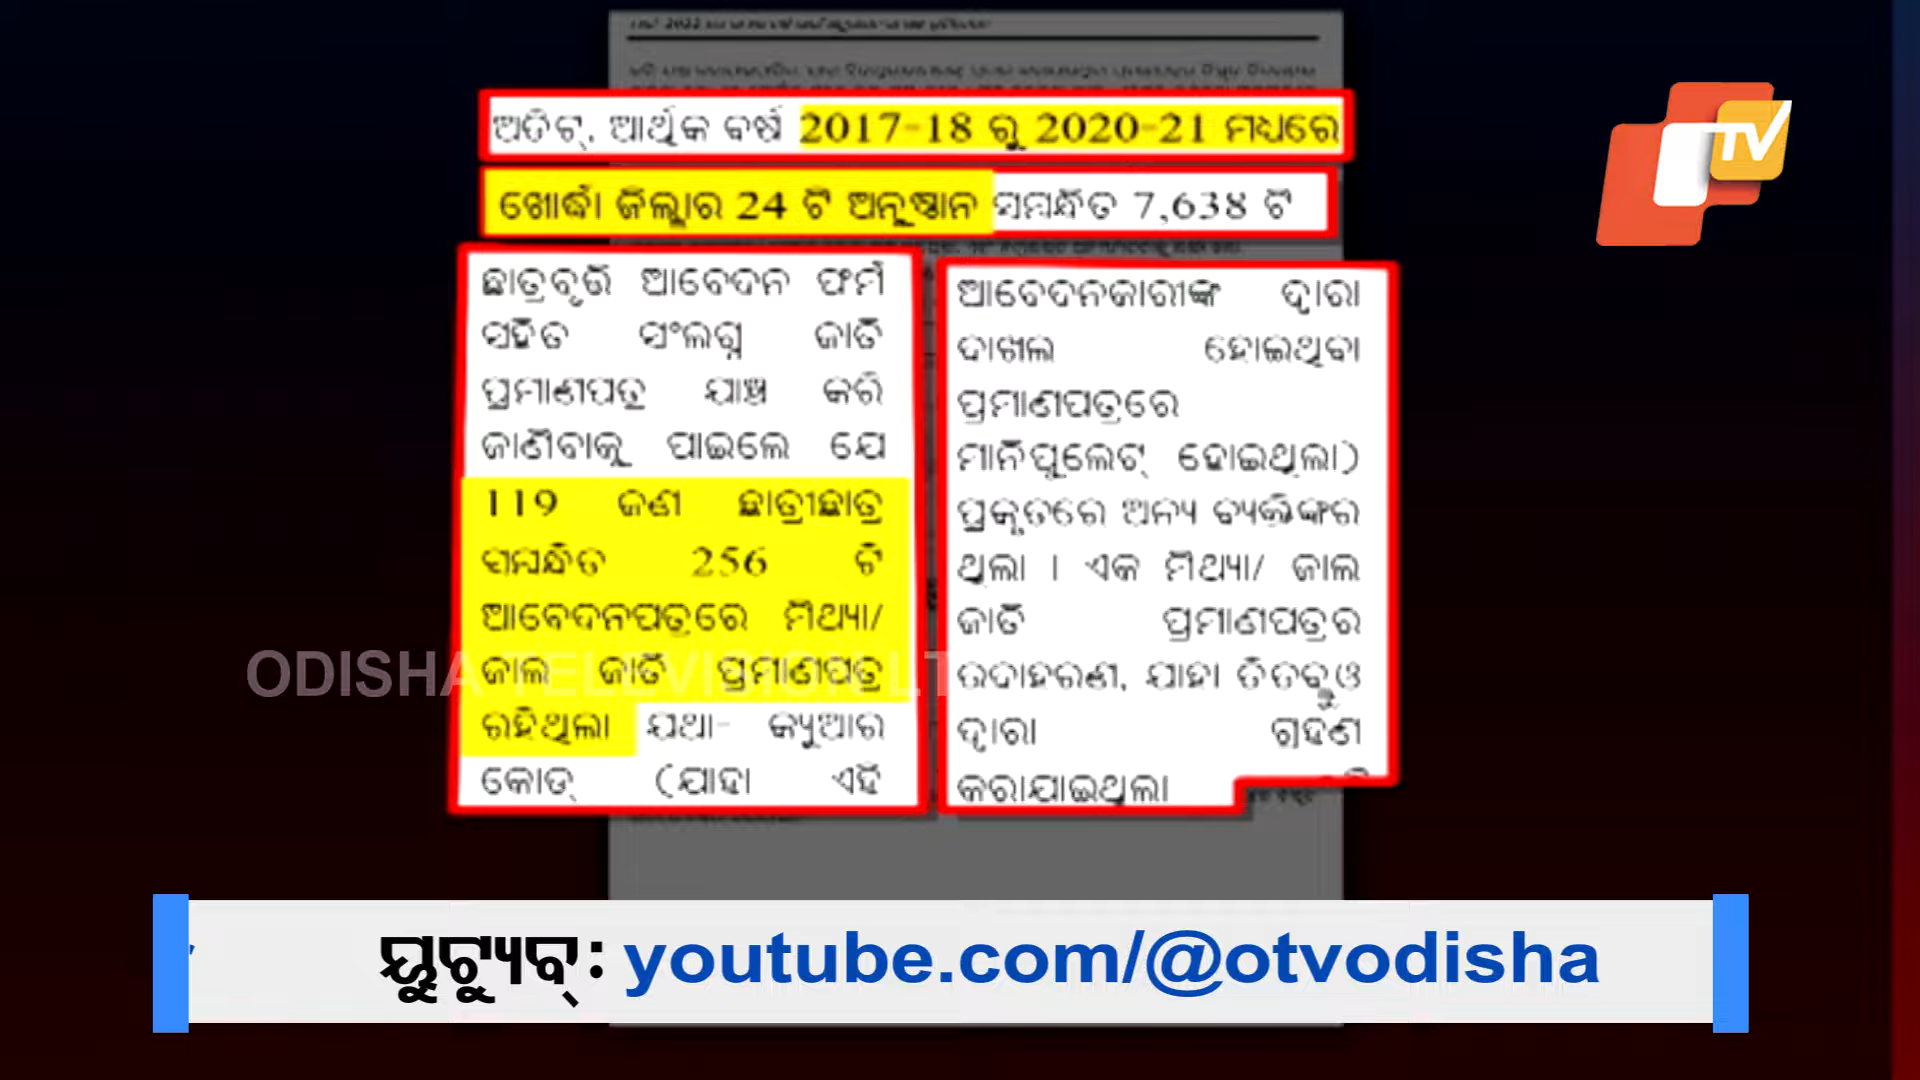 ଅଡିଟ୍, ଆର୍ଥିକ ବର୍ଷ 2017-18 ରୁ 2020-21 ମଧ୍ୟରେ
ଖୋର୍ଦ୍ଧା ଜିଲ୍ଲାର 24 ଟି ଅନୁଷ୍ଠାନ ସମ୍ବନ୍ଧିତ 7,638 ଟି
ଛାତ୍ରବୃତ୍ତି ଆବେଦନ ଫର୍ମ
ସହିତ ସଂଲଗ୍ନ ଜାତି
ପ୍ରମାଣପତ୍ର ଯାଞ୍ଚ କରି
ଜାଣିବାକୁ ପାଇଲେ ଯେ
119 ଜଣ ଛାତ୍ରୀଛାତ୍ର
ସମ୍ବନ୍ଧିତ 256 ଟି
ଆବେଦନପତ୍ରରେ ମିଥ୍ୟା/
ଜାଲ ଜାତି ପ୍ରମାଣପତ୍ର
ରହିଥିଲା ଯଥା- କ୍ୟୁଆର
କୋଡ୍ (ଯାହା ଏହି
ଆବେଦନକାରୀଙ୍କ ଦ୍ୱାରା
ଦାଖଲ ହୋଇଥିବା
ପ୍ରମାଣପତ୍ରରେ
ମାନିପୁଲେଟ୍ ହୋଇଥିଲା)
ପ୍ରକୃତରେ ଅନ୍ୟ ବ୍ୟକ୍ତିଙ୍କର
ଥିଲା । ଏକ ମିଥ୍ୟା/ ଜାଲ
ଜାତି ପ୍ରମାଣପତ୍ରର
ଉଦାହରଣ, ଯାହା ଡିଡବ୍ଲୁଓ
ଦ୍ୱାରା ଗ୍ରହଣ
କରାଯାଇଥିଲା
TV
ODISHA TELEVISION LT
ୟୁଟ୍ୟୁବ୍: youtube.com/@otvodisha